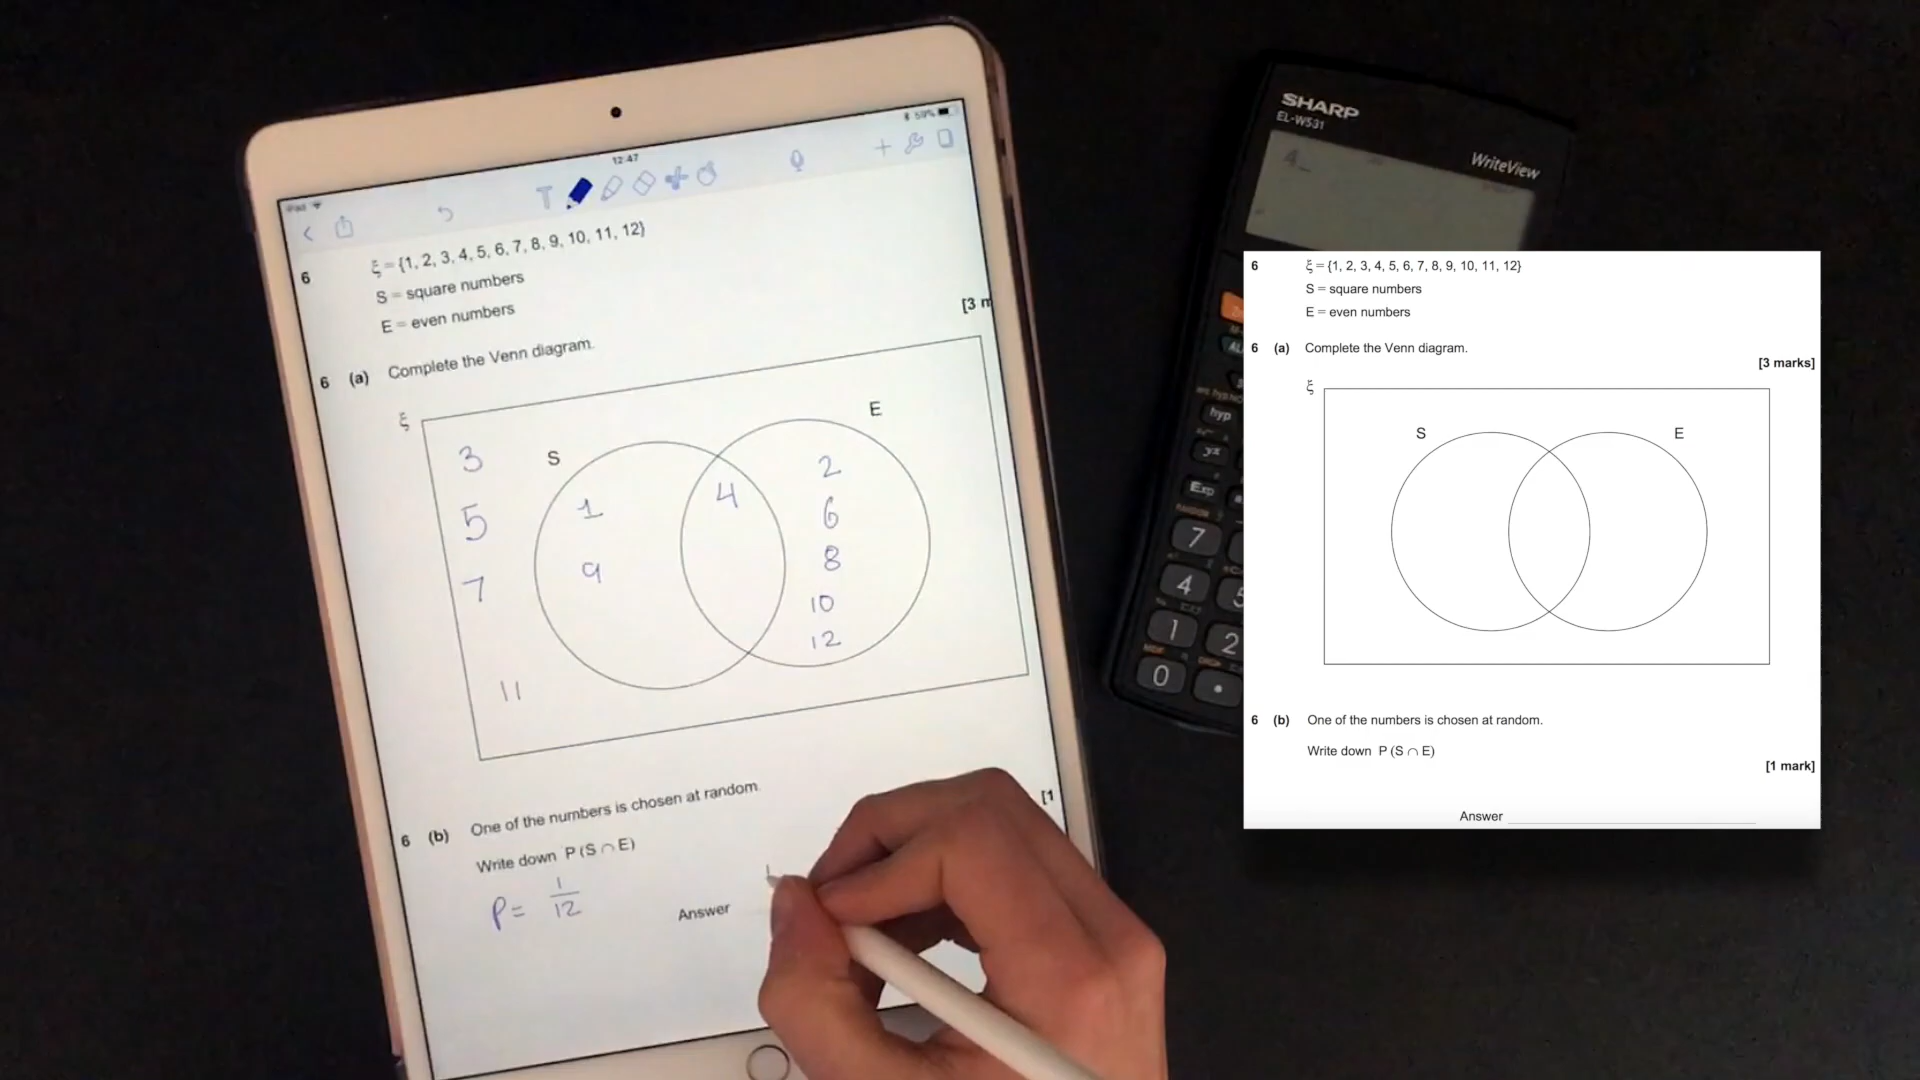 12:47
59%
iPad
6 ξ = {1, 2, 3, 4, 5, 6, 7, 8, 9, 10, 11, 12}
S = square numbers
E = even numbers
[3 m
6 (a) Complete the Venn diagram.
ξ
S
E
3
5
7
11
1
9
4
2
6
8
10
12
6 (b) One of the numbers is chosen at random.
[1
Write down P(S ∩ E)
P = 1/12
Answer
SHARP
EL-W531
WriteView
4
hyp
yx
Exp
7
4
5
1
2
0
6 ξ = {1, 2, 3, 4, 5, 6, 7, 8, 9, 10, 11, 12}
S = square numbers
E = even numbers
6 (a) Complete the Venn diagram.
[3 marks]
ξ
S
E
6 (b) One of the numbers is chosen at random.
Write down P (S ∩ E)
[1 mark]
Answer